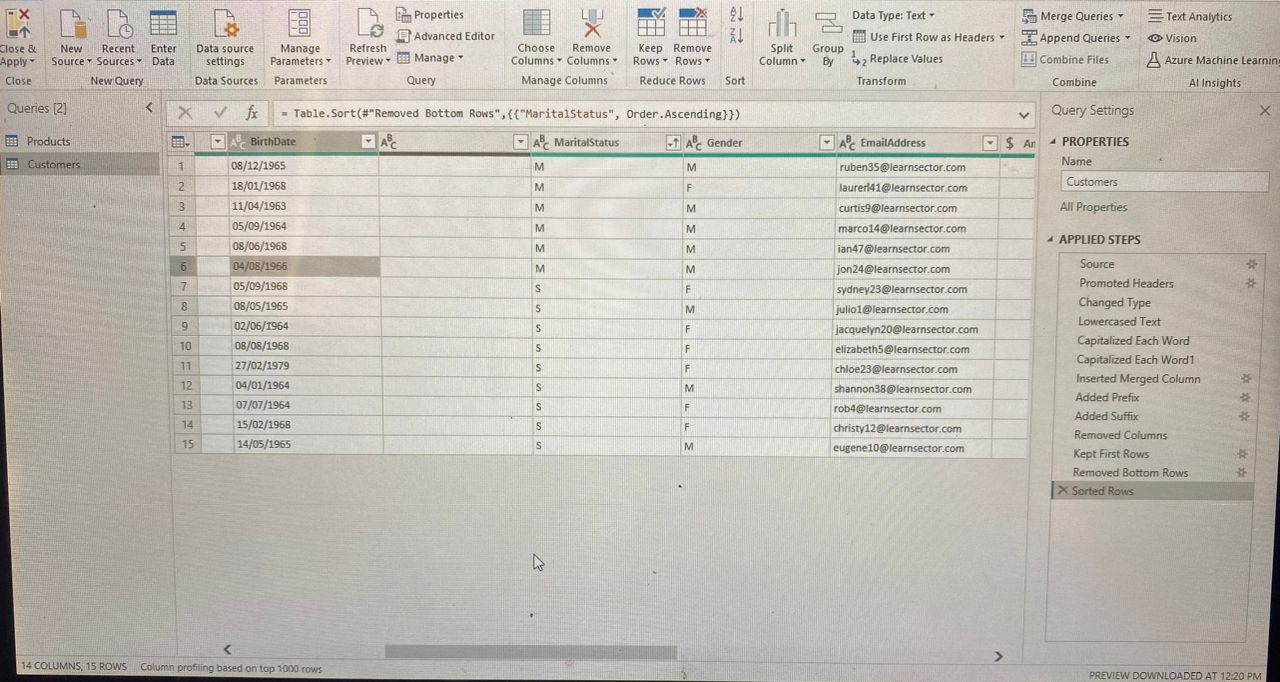 Close &
Apply
New
Source
Recent
Sources
Enter
Data
Data source
settings
Manage
Parameters
Refresh
Preview
Properties
Advanced Editor
Manage
Choose
Columns
Remove
Columns
Keep
Rows
Remove
Rows
Split
Column
Group
By
Data Type: Text
Use First Row as Headers
Replace Values
Merge Queries
Append Queries
Combine Files
Text Analytics
Vision
Azure Machine Learning
Close
New Query
Data Sources
Parameters
Query
Manage Columns
Reduce Rows
Sort
Transform
Combine
AI Insights
Queries [2]
Products
Customers
fx = Table.Sort(#"Removed Bottom Rows",{{"MaritalStatus", Order.Ascending}})
BirthDate MaritalStatus Gender EmailAddress $ An
1 08/12/1965 M M ruben35@learnsector.com
2 18/01/1968 M F laurenl41@learnsector.com
3 11/04/1963 M M curtis9@learnsector.com
4 05/09/1964 M M marco14@learnsector.com
5 08/06/1968 M M ian47@learnsector.com
6 04/08/1966 M M jon24@learnsector.com
7 05/09/1968 S F sydney23@learnsector.com
8 08/05/1965 S M julio1@learnsector.com
9 02/06/1964 S F jacquelyn20@learnsector.com
10 08/08/1968 S F elizabeth5@learnsector.com
11 27/02/1979 S F chloe23@learnsector.com
12 04/01/1964 S M shannon38@learnsector.com
13 07/07/1964 S F rob4@learnsector.com
14 15/02/1968 S F christy12@learnsector.com
15 14/05/1965 S M eugene10@learnsector.com
Query Settings
PROPERTIES
Name
Customers
All Properties
APPLIED STEPS
Source
Promoted Headers
Changed Type
Lowercased Text
Capitalized Each Word
Capitalized Each Word1
Inserted Merged Column
Added Prefix
Added Suffix
Removed Columns
Kept First Rows
Removed Bottom Rows
Sorted Rows
14 COLUMNS, 15 ROWS Column profiling based on top 1000 rows
PREVIEW DOWNLOADED AT 12:20 PM